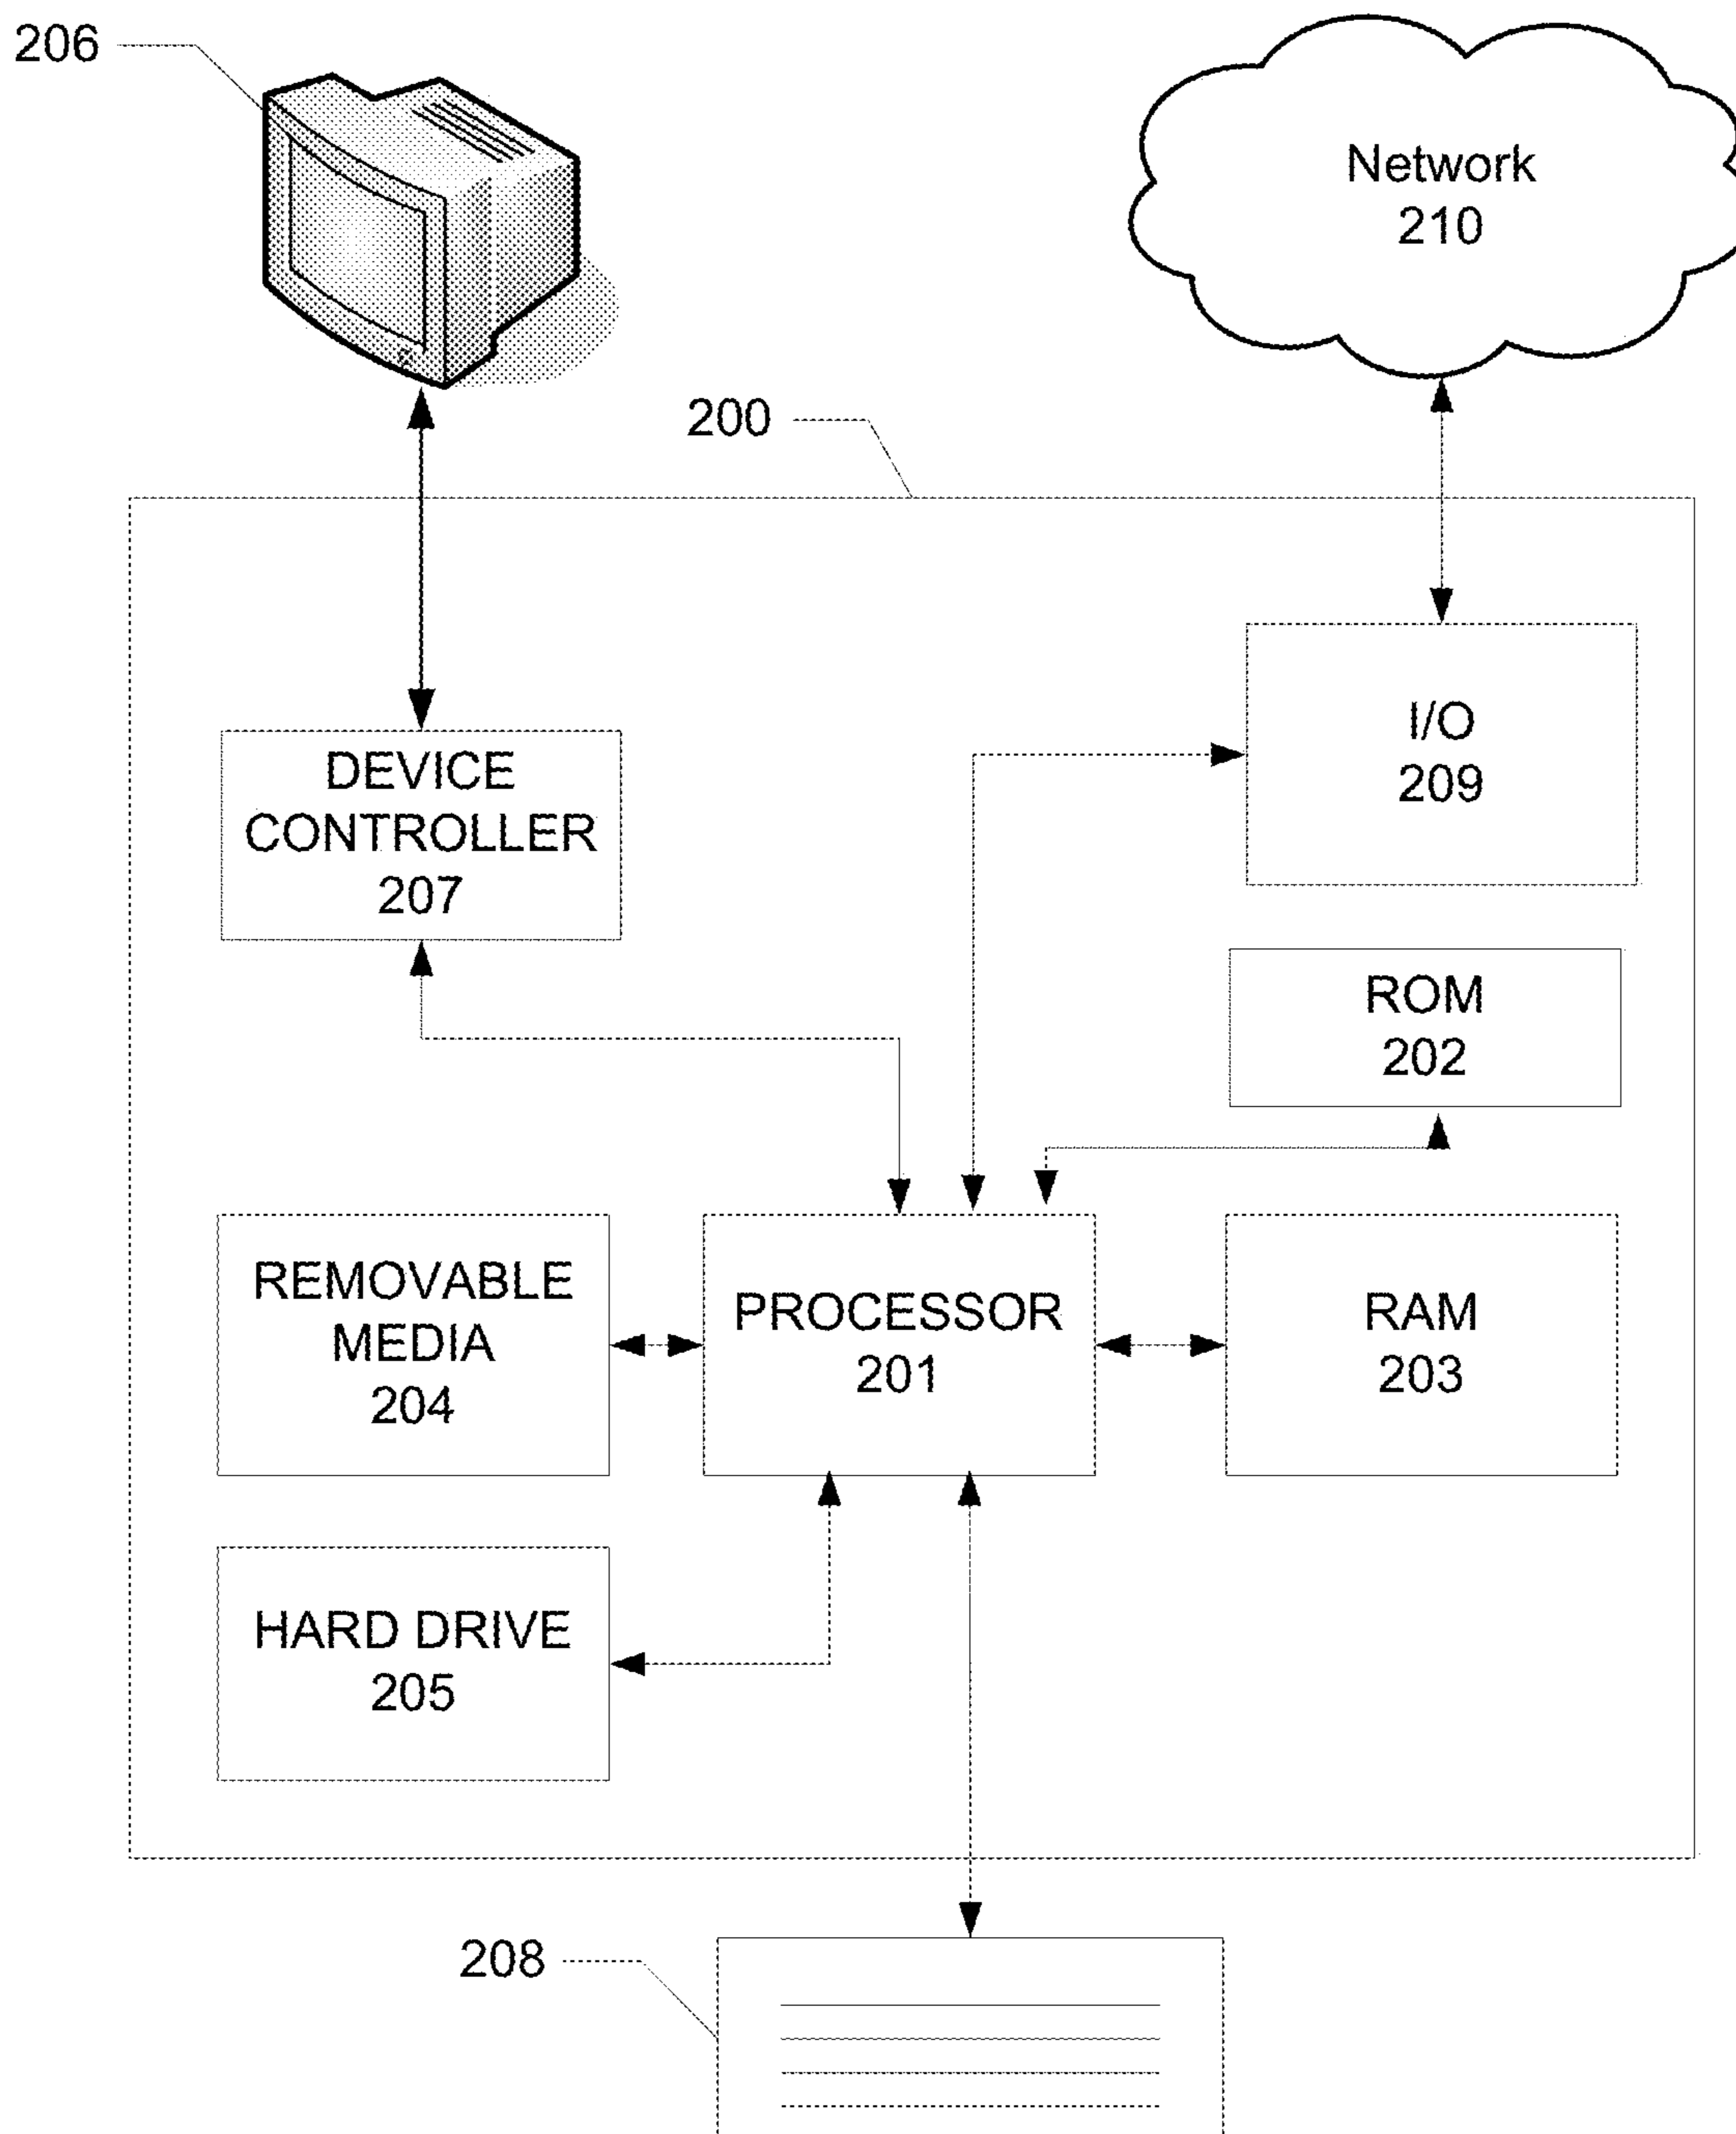 206
Network
210
200
I/O
209
DEVICE
CONTROLLER
207
ROM
202
REMOVABLE
MEDIA
204
PROCESSOR
201
RAM
203
HARD DRIVE
205
208